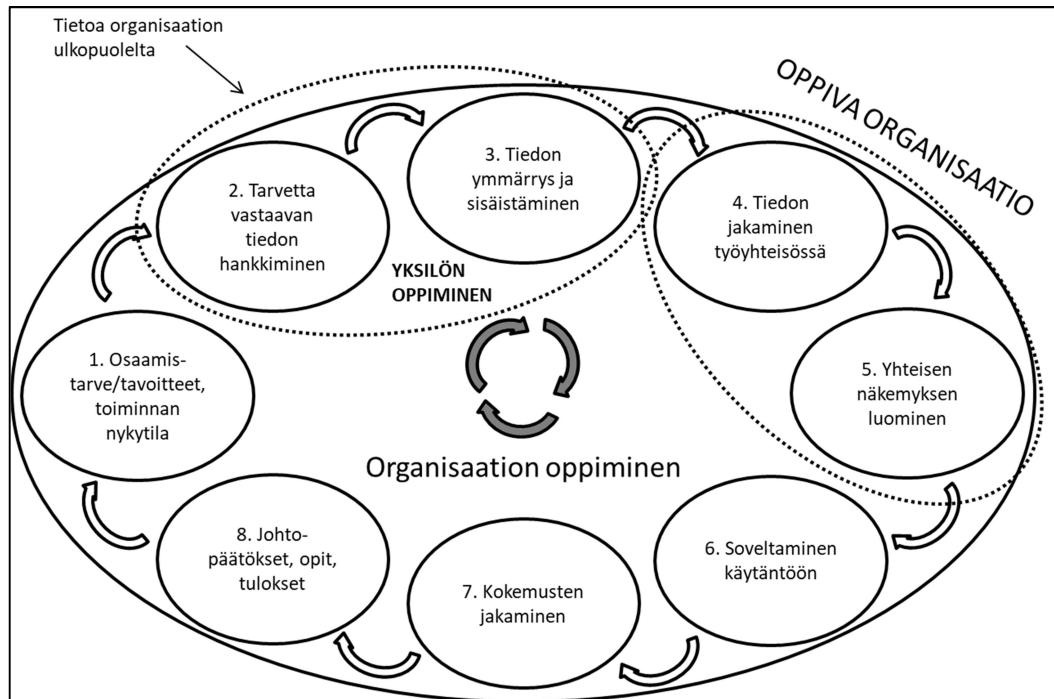 Tietoa organisaation
ulkopuolelta
OPPIVA ORGANISAATIO
3. Tiedon
ymmärrys ja
sisäistäminen
2. Tarvetta
vastaavan
tiedon
hankkiminen
4. Tiedon
jakaminen
työyhteisössä
YKSILÖN
OPPIMINEN
1. Osaamis-
tarve/tavoitteet,
toiminnan
nykytila
5. Yhteisen
näkemyksen
luominen
Organisaation oppiminen
8. Johto-
päätökset, opit,
tulokset
6. Soveltaminen
käytäntöön
7. Kokemusten
jakaminen